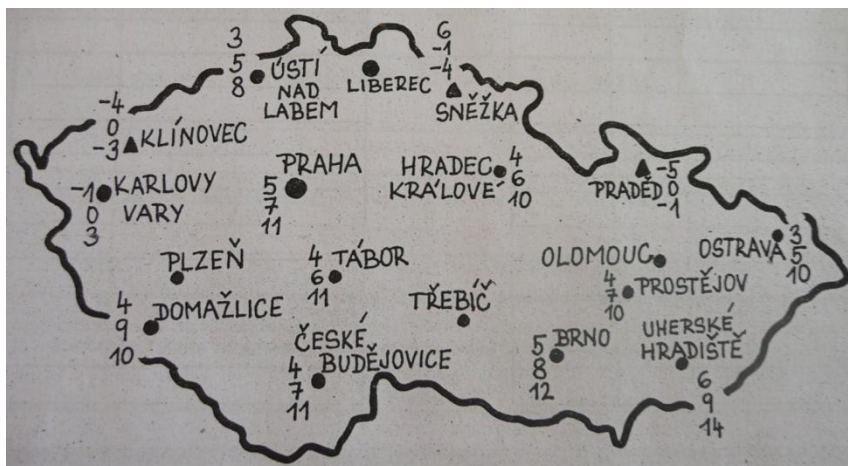 3
5
8
ÚSTÍ
NAD
LABEM
LIBEREC
6
-1
-4
SNĚŽKA
-4
0
-3
KLÍNOVEC
-1
0
3
KARLOVY
VARY
PRAHA
5
7
11
HRADEC
KRÁLOVÉ
4
6
10
PRADĚD
-5
0
-1
PLZEŇ
4
6
11
TÁBOR
OLOMOUC
OSTRAVA
3
5
10
4
9
10
DOMAŽLICE
TŘEBÍČ
4
7
10
PROSTĚJOV
ČESKÉ
BUDĚJOVICE
4
7
11
5
8
12
BRNO
UHERSKÉ
HRADIŠTĚ
6
9
14